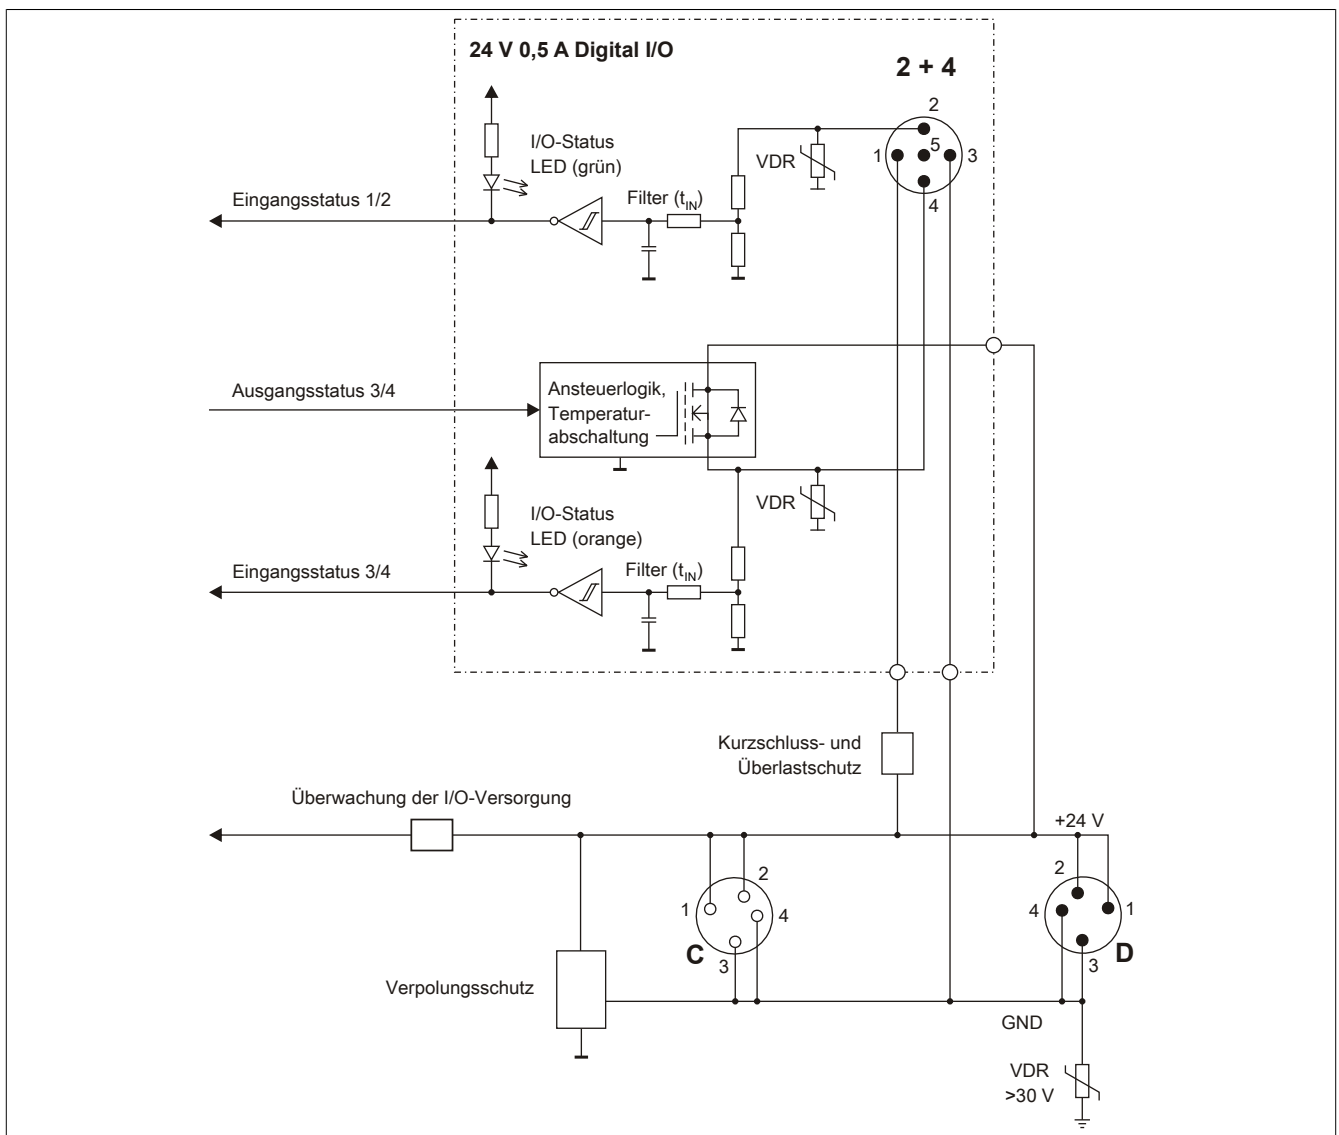 24 V 0,5 A Digital I/O
2 + 4
2
I/O-Status
LED (grün)
VDR
1
5
3
4
Eingangsstatus 1/2
Filter (tIN)
Ausgangsstatus 3/4
Ansteuerlogik,
Temperatur-
abschaltung
I/O-Status
LED (orange)
VDR
Eingangsstatus 3/4
Filter (tIN)
Kurzschluss- und
Überlastschutz
Überwachung der I/O-Versorgung
+24 V
2
1
4
C
3
2
4
1
D
3
Verpolungsschutz
GND
VDR
>30 V